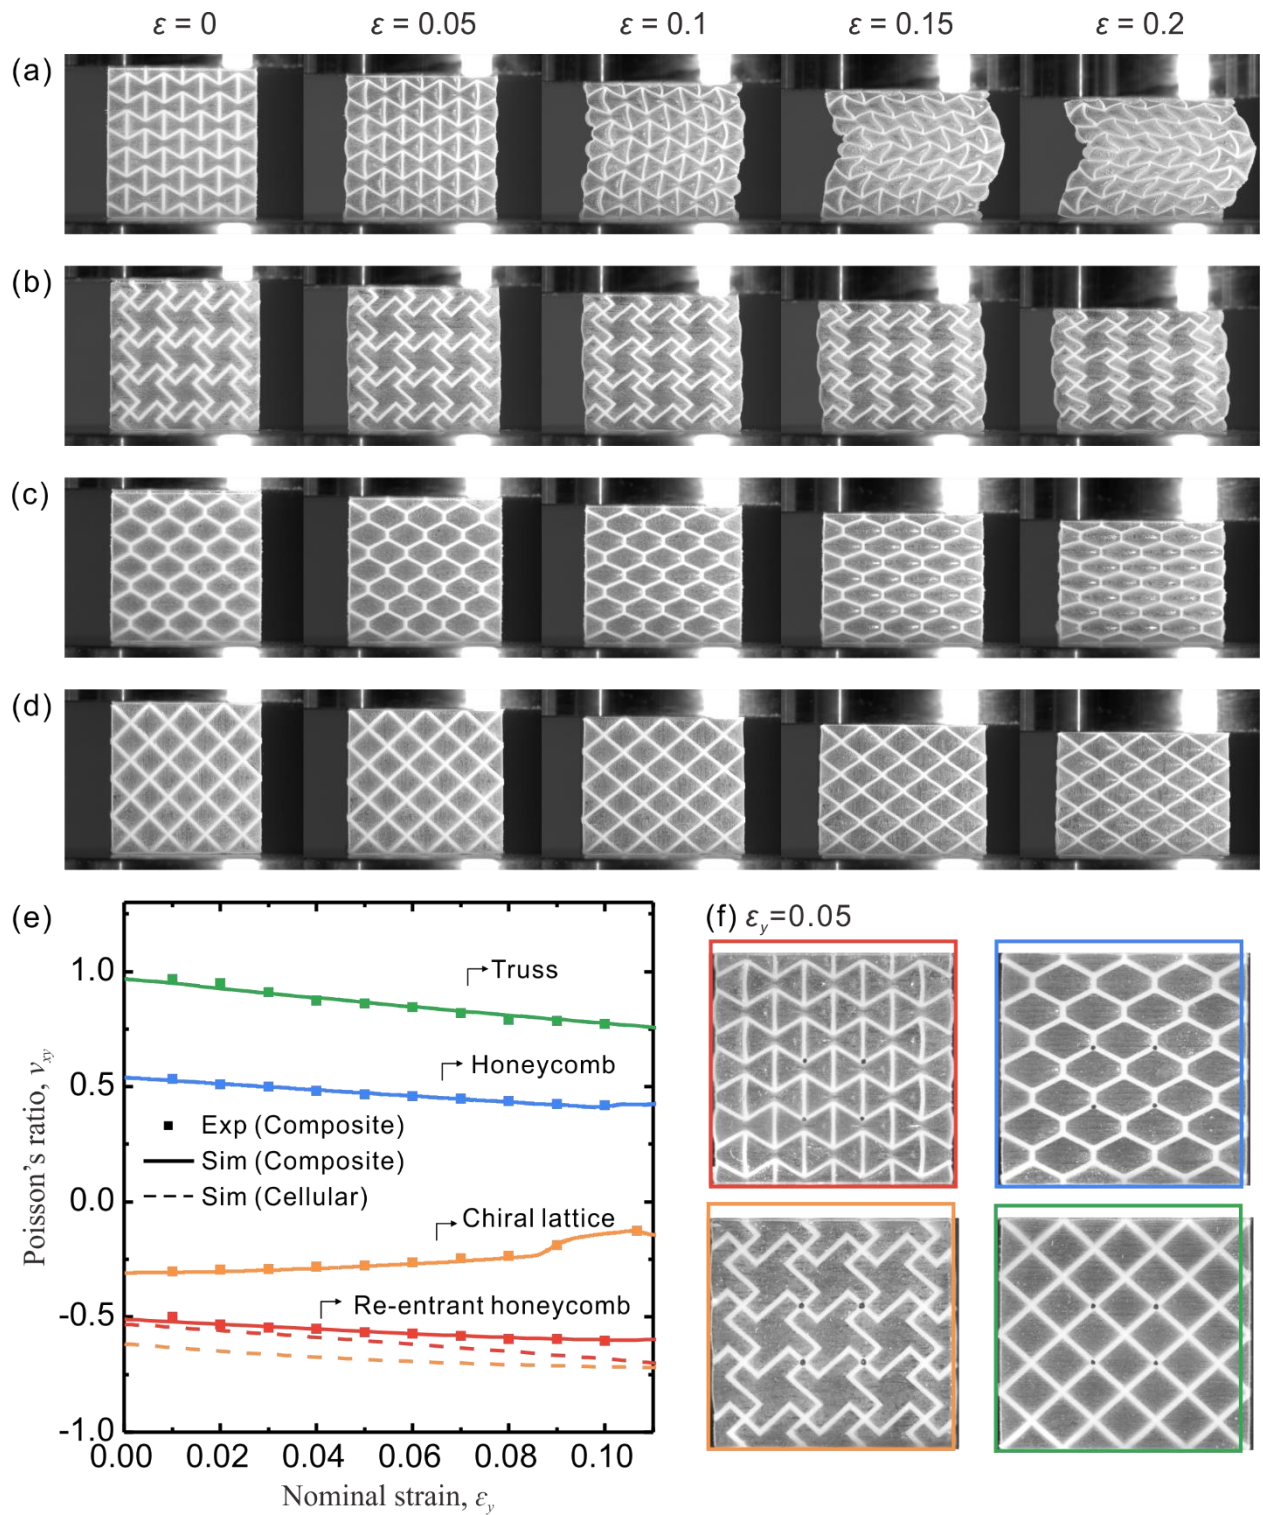 ε = 0 ε = 0.05 ε = 0.1 ε = 0.15 ε = 0.2
(a)
(b)
(c)
(d)
(e)
(f) εy=0.05
1.0
Truss
Honeycomb
0.5
Exp (Composite)
Sim (Composite)
Sim (Cellular)
0.0
Chiral lattice
Re-entrant honeycomb
-0.5
-1.0
0.00 0.02 0.04 0.06 0.08 0.10
Poisson's ratio, νxy
Nominal strain, εy